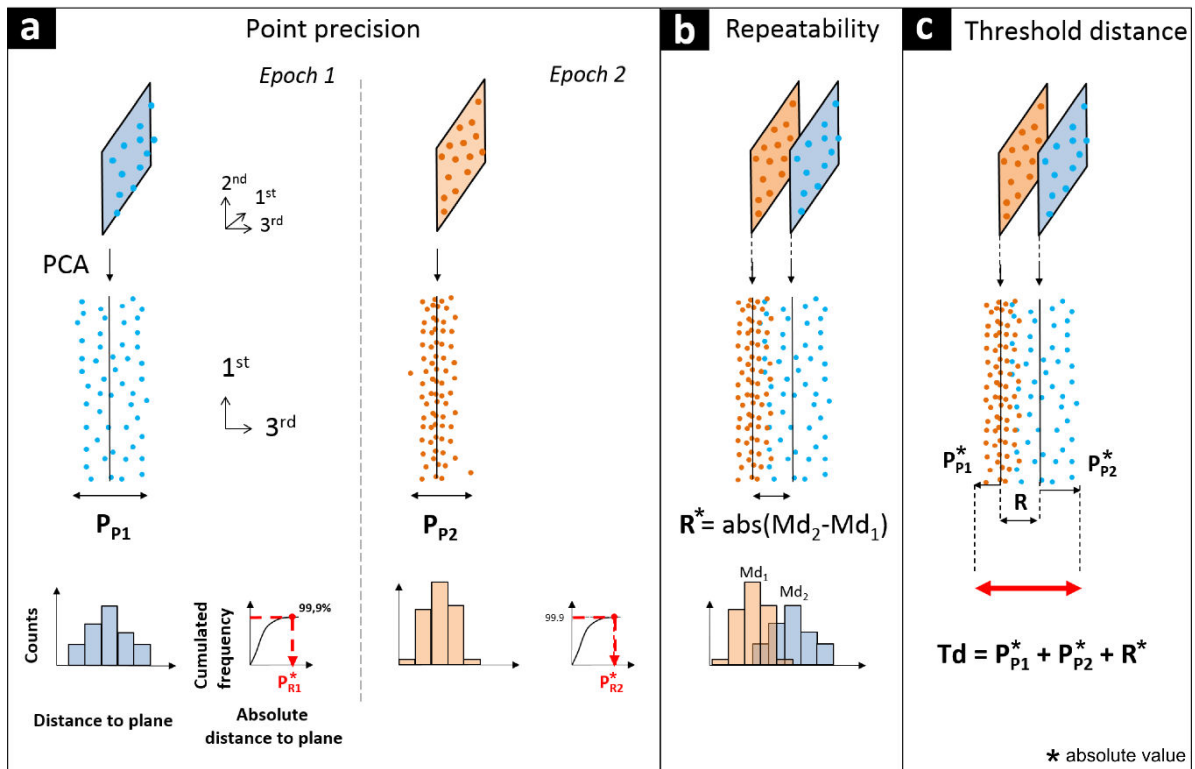 a
Point precision
Epoch 1
Epoch 2
2nd
1st
3rd
PCA
1st
3rd
PP1
PP2
Counts
Distance to plane
Cumulated
frequency
99,9%
P*R1
Absolute
distance to plane
99.9
P*R2
b
Repeatability
R*= abs(Md2-Md1)
Md1
Md2
c
Threshold distance
P*P1
P*P2
R
Td = P*P1 + P*P2 + R*
* absolute value